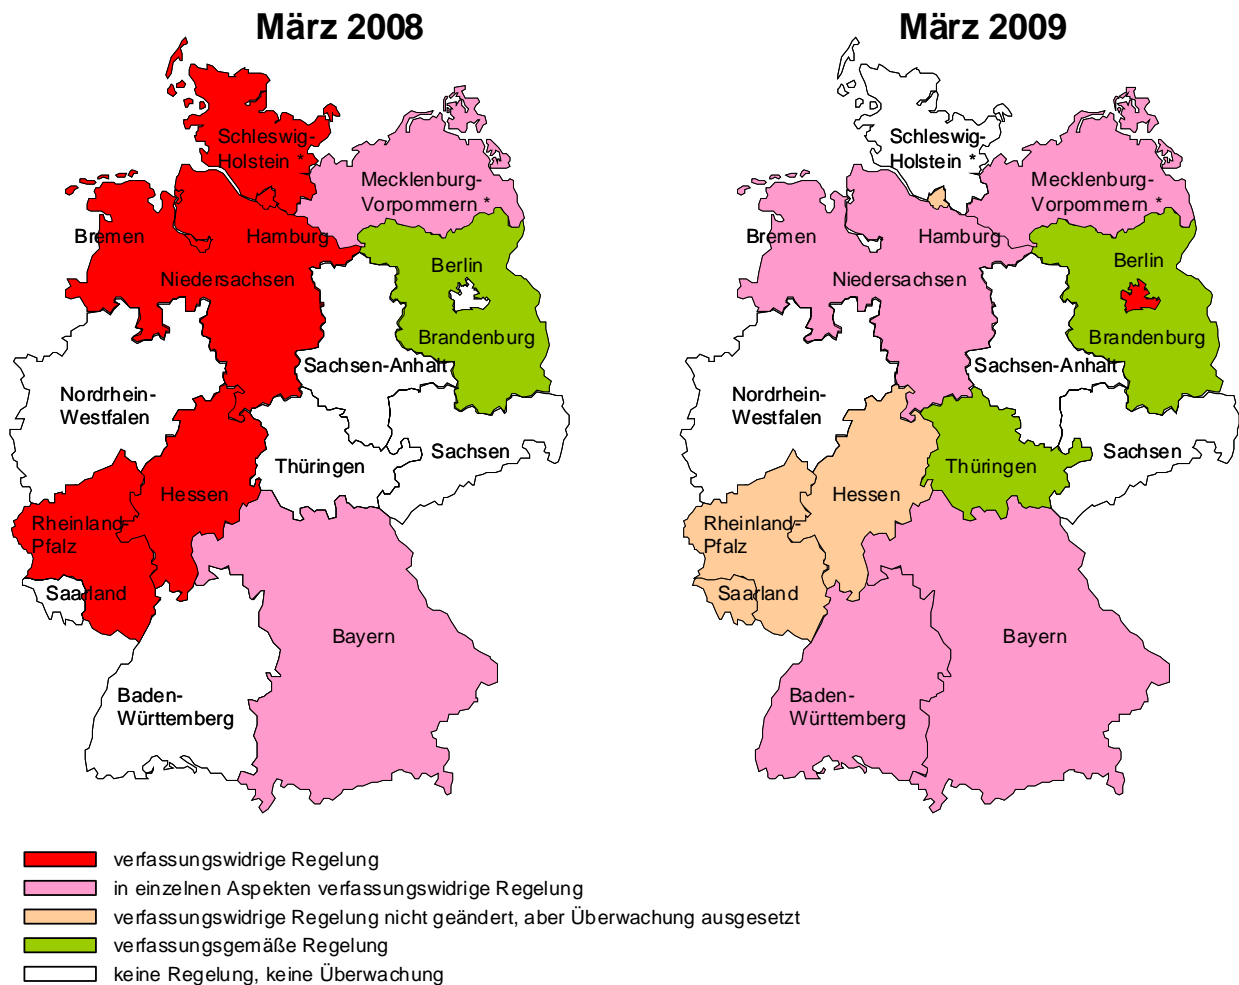 März 2008
Schleswig-
Holstein *
Mecklenburg-
Vorpommern *
Bremen
Hamburg
Berlin
Niedersachsen
Brandenburg
Sachsen-Anhalt
Nordrhein-
Westfalen
Sachsen
Thüringen
Hessen
Rheinland-
Pfalz
Saarland
Bayern
Baden-
Württemberg
März 2009
Schleswig-
Holstein *
Mecklenburg-
Vorpommern *
Bremen
Hamburg
Berlin
Niedersachsen
Brandenburg
Sachsen-Anhalt
Nordrhein-
Westfalen
Sachsen
Thüringen
Hessen
Rheinland-
Pfalz
Saarland
Bayern
Baden-
Württemberg
verfassungswidrige Regelung
in einzelnen Aspekten verfassungswidrige Regelung
verfassungswidrige Regelung nicht geändert, aber Überwachung ausgesetzt
verfassungsgemäße Regelung
keine Regelung, keine Überwachung